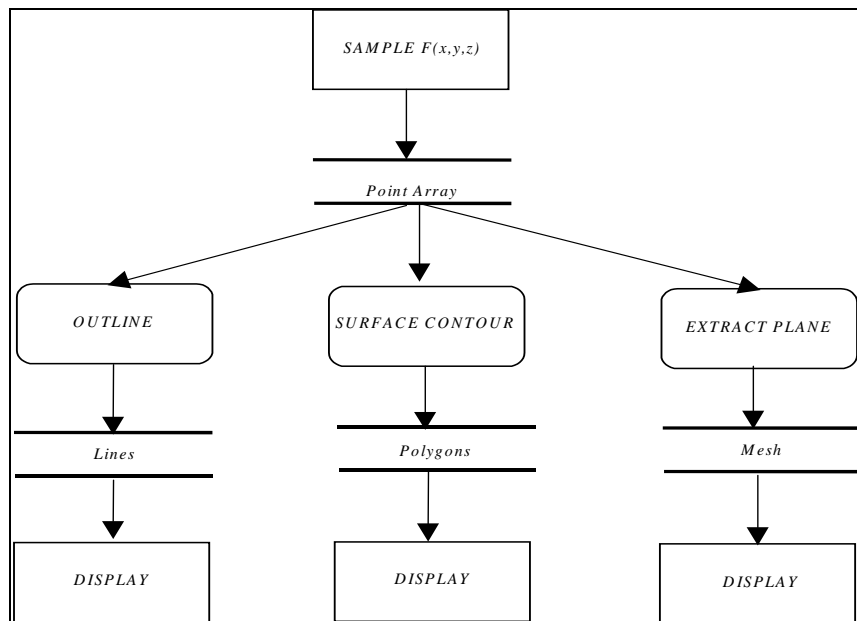 SAMPLE F(x,y,z)
Point Array
OUTLINE
SURFACE CONTOUR
EXTRACT PLANE
Lines
Polygons
Mesh
DISPLAY
DISPLAY
DISPLAY